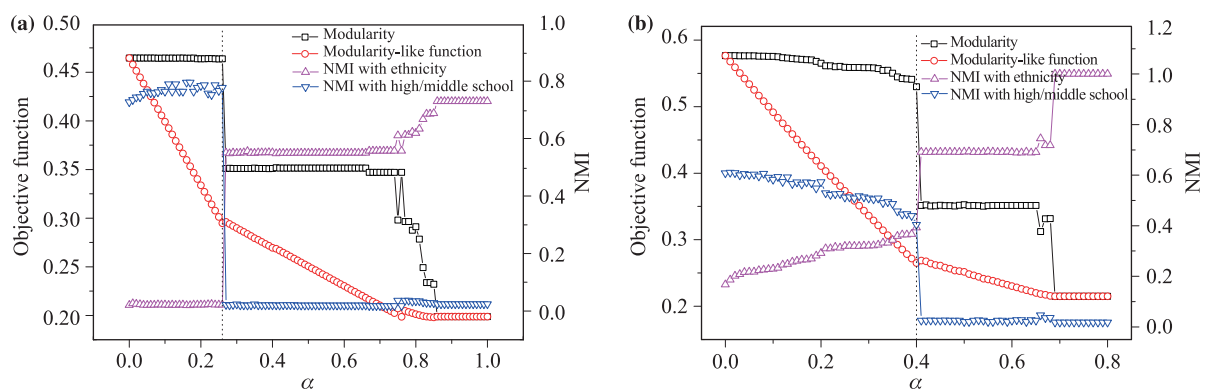 (a)
0.50
0.45
0.40
0.35
0.30
0.25
0.20
Objective function
Modularity
Modularity-like function
NMI with ethnicity
NMI with high/middle school
1.0
0.8
0.6
0.4
0.2
0.0
NMI
0.0 0.2 0.4 0.6 0.8 1.0
α
(b)
0.6
0.5
0.4
0.3
0.2
Objective function
Modularity
Modularity-like function
NMI with ethnicity
NMI with high/middle school
1.2
1.0
0.8
0.6
0.4
0.2
0.0
NMI
0.0 0.2 0.4 0.6 0.8
α